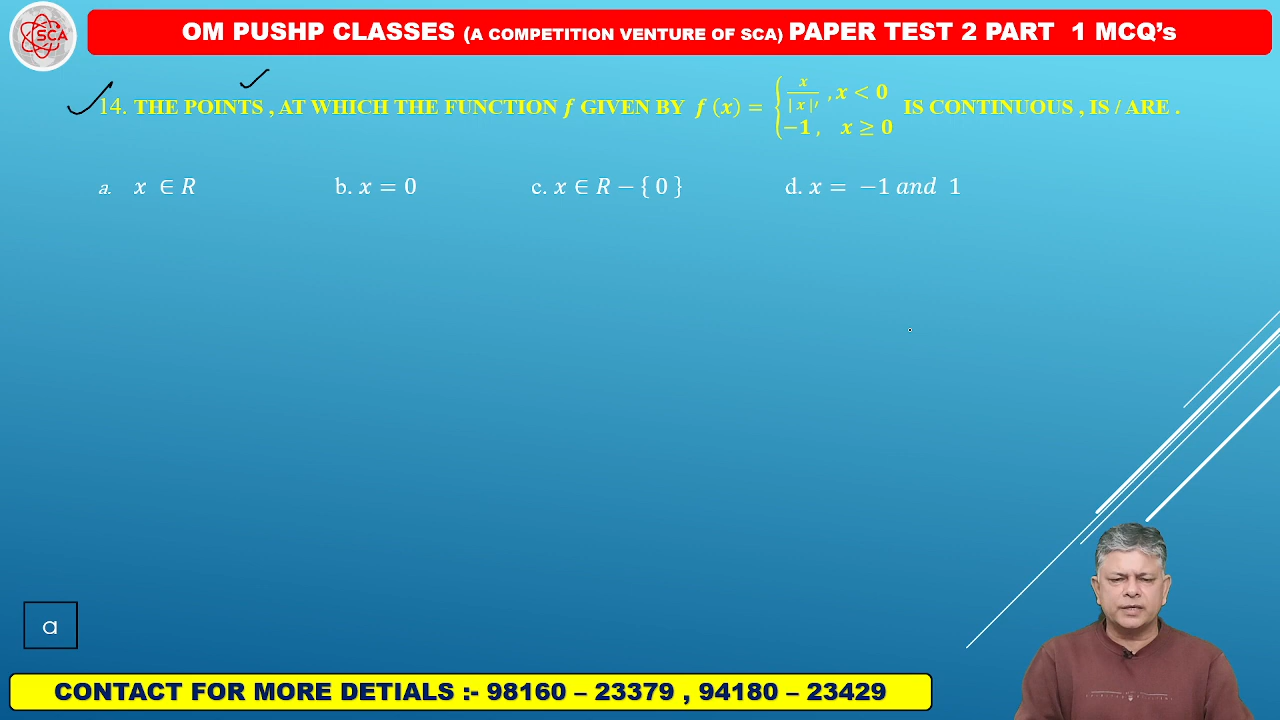 SCA
OM PUSHP CLASSES (A COMPETITION VENTURE OF SCA) PAPER TEST 2 PART 1 MCQ’s
14. THE POINTS , AT WHICH THE FUNCTION f GIVEN BY f (x) = { x / | x |′ , x < 0 IS CONTINUOUS , IS / ARE .
−1 , x ≥ 0
a. x ∈ R b. x = 0 c. x ∈ R − { 0 } d. x = −1 and 1
a
CONTACT FOR MORE DETIALS :- 98160 – 23379 , 94180 – 23429